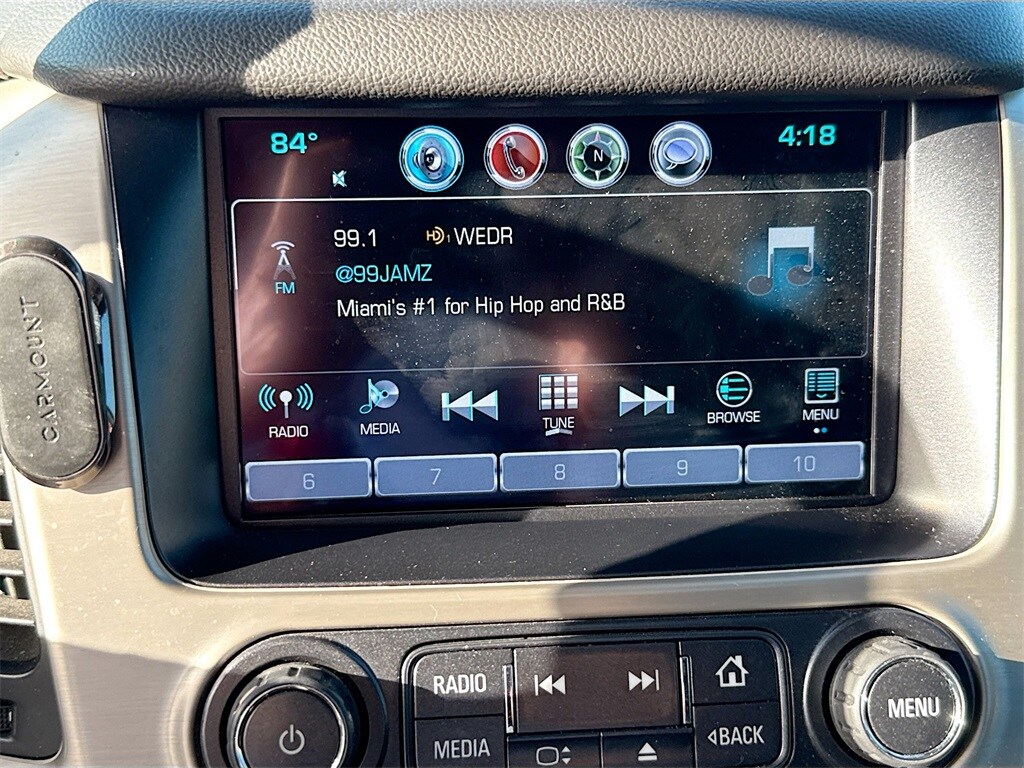 84°
N
4:18
99.1 HD1 WEDR
@99JAMZ
FM
Miami's #1 for Hip Hop and R&B
RADIO MEDIA TUNE BROWSE MENU
6 7 8 9 10
CARMOUNT
RADIO
MENU
MEDIA
BACK